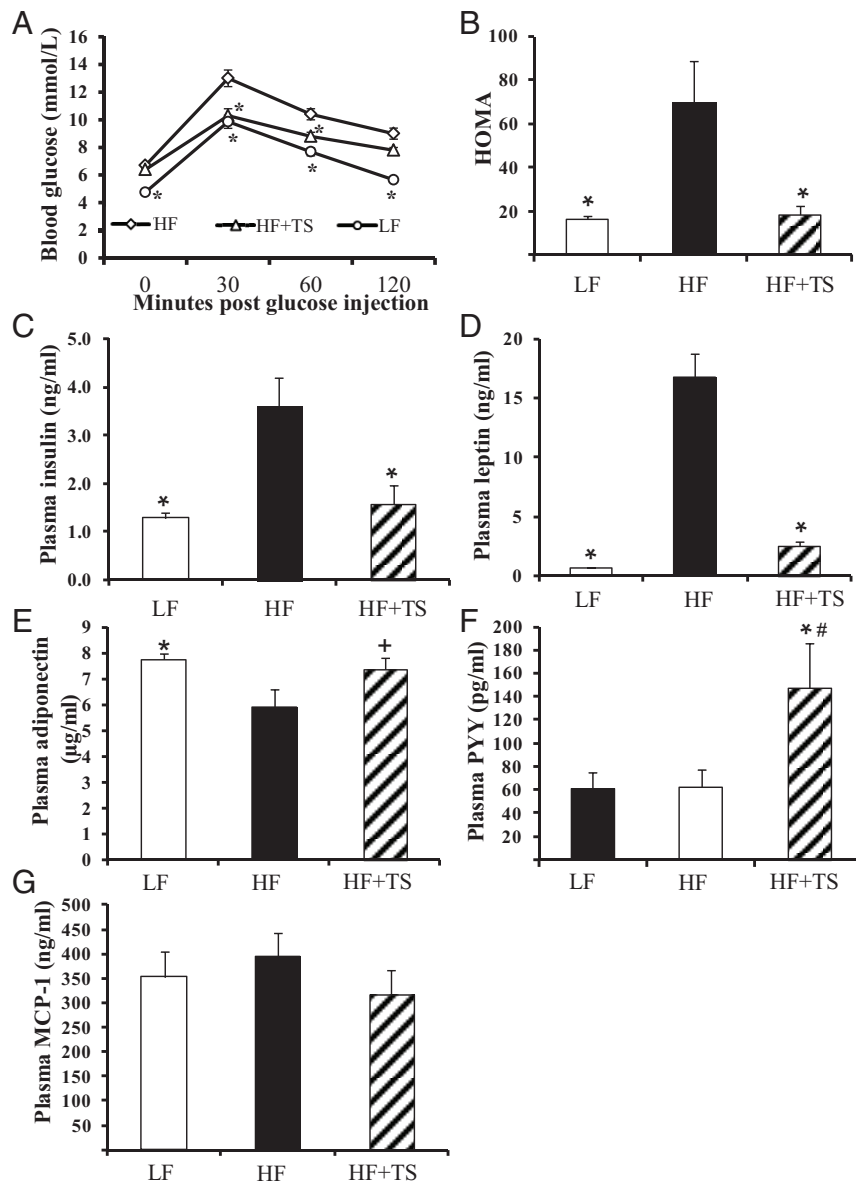 A
Blood glucose (mmol/L)
16
14
12
10
8
6
4
2
0
*
*
*
*
*
*
HF
HF+TS
LF
0
30
60
120
Minutes post glucose injection
B
HOMA
100
80
60
40
20
*
*
LF
HF
HF+TS
C
Plasma insulin (ng/ml)
5.0
4.0
3.0
2.0
1.0
0.0
*
*
LF
HF
HF+TS
D
Plasma leptin (ng/ml)
20
15
10
5
0
*
*
LF
HF
HF+TS
E
Plasma adiponectin
(µg/ml)
9
8
7
6
5
4
3
2
1
0
*
+
LF
HF
HF+TS
F
Plasma PYY (pg/ml)
200
180
160
140
120
100
80
60
40
20
* #
LF
HF
HF+TS
G
Plasma MCP-1 (ng/ml)
500
450
400
350
300
250
200
150
100
50
LF
HF
HF+TS